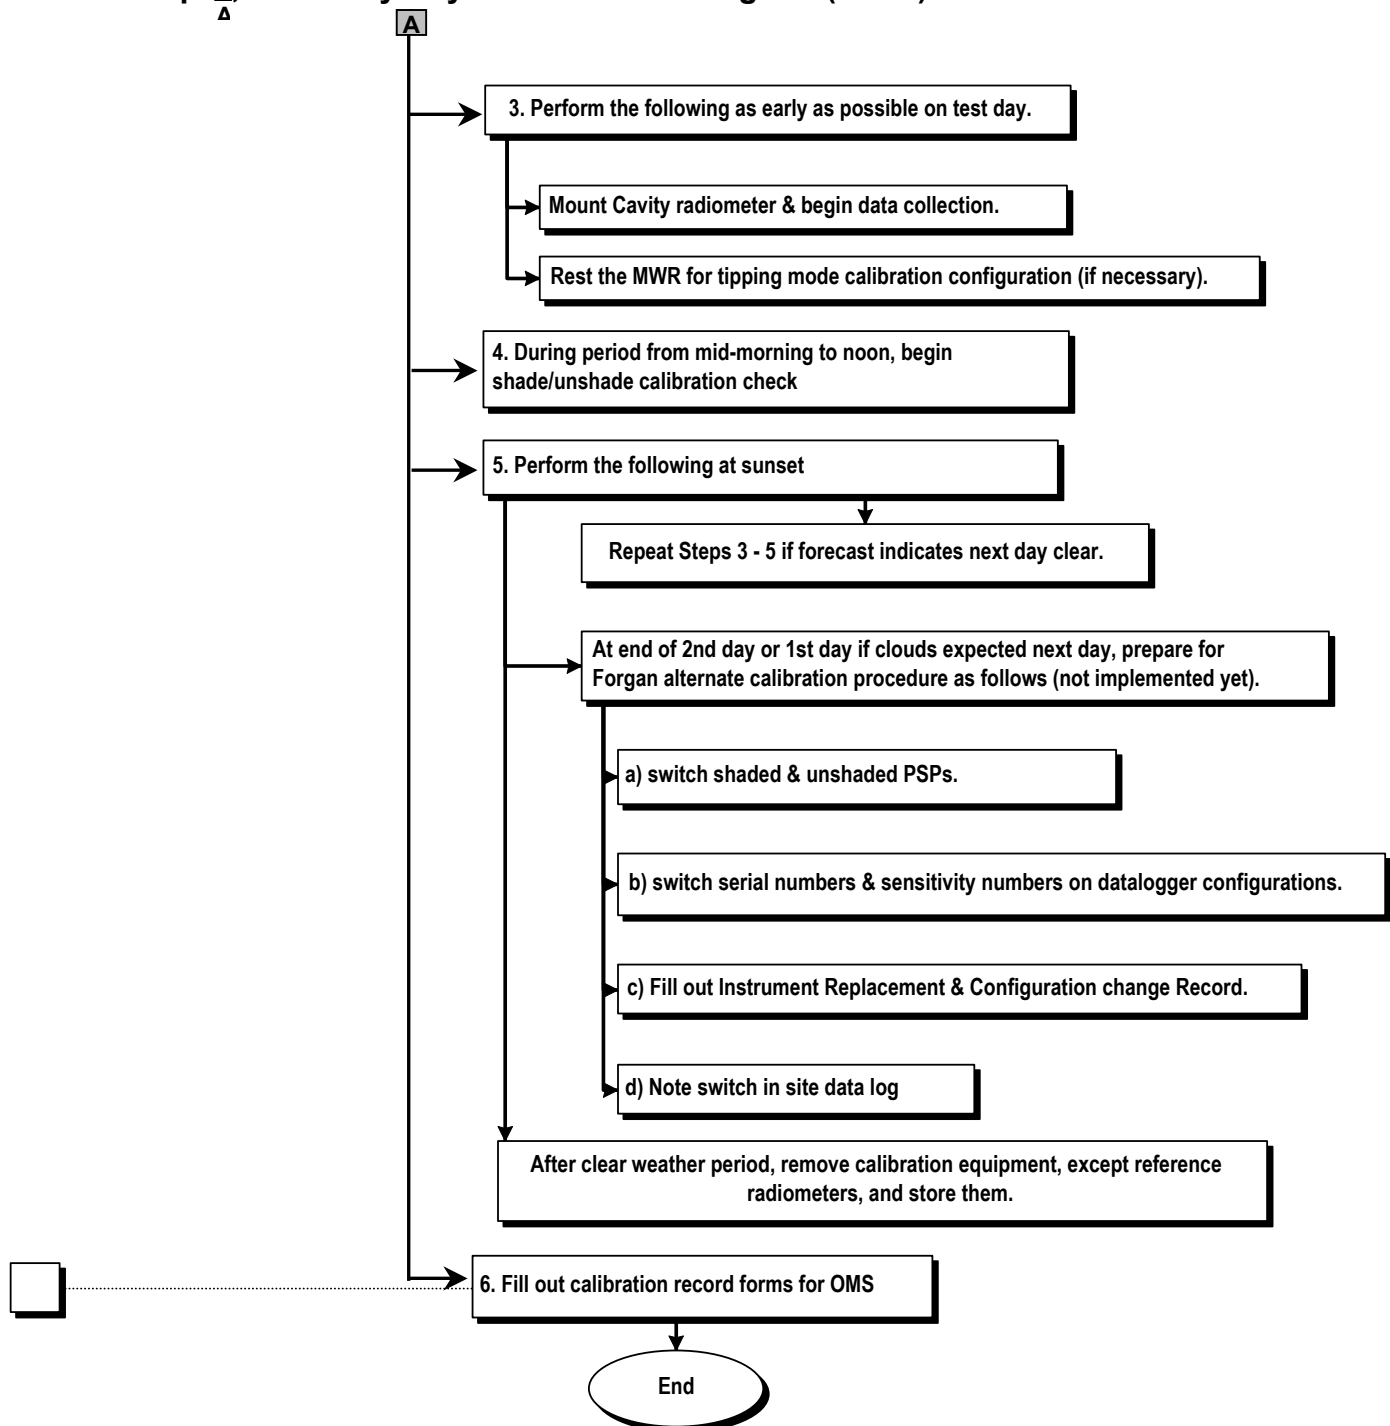 A
A
3. Perform the following as early as possible on test day.
Mount Cavity radiometer & begin data collection.
Rest the MWR for tipping mode calibration configuration (if necessary).
4. During period from mid-morning to noon, begin
shade/unshade calibration check
5. Perform the following at sunset
Repeat Steps 3 - 5 if forecast indicates next day clear.
At end of 2nd day or 1st day if clouds expected next day, prepare for
Forgan alternate calibration procedure as follows (not implemented yet).
a) switch shaded & unshaded PSPs.
b) switch serial numbers & sensitivity numbers on datalogger configurations.
c) Fill out Instrument Replacement & Configuration change Record.
d) Note switch in site data log
After clear weather period, remove calibration equipment, except reference
radiometers, and store them.
6. Fill out calibration record forms for OMS
End